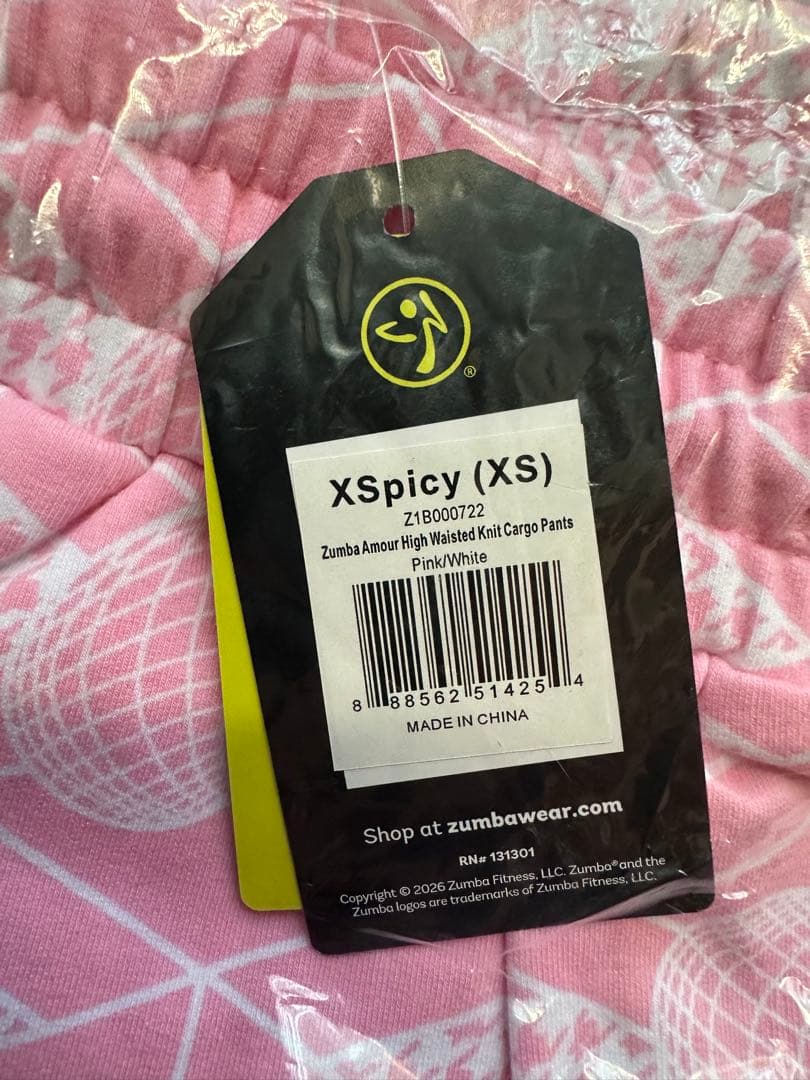 ®
XSpicy (XS)
Z1B000722
Zumba Amour High Waisted Knit Cargo Pants
Pink/White
8 88562 51425 4
MADE IN CHINA
Shop at zumbawear.com
RN# 131301
Copyright © 2026 Zumba Fitness, LLC. Zumba® and the
Zumba logos are trademarks of Zumba Fitness, LLC.